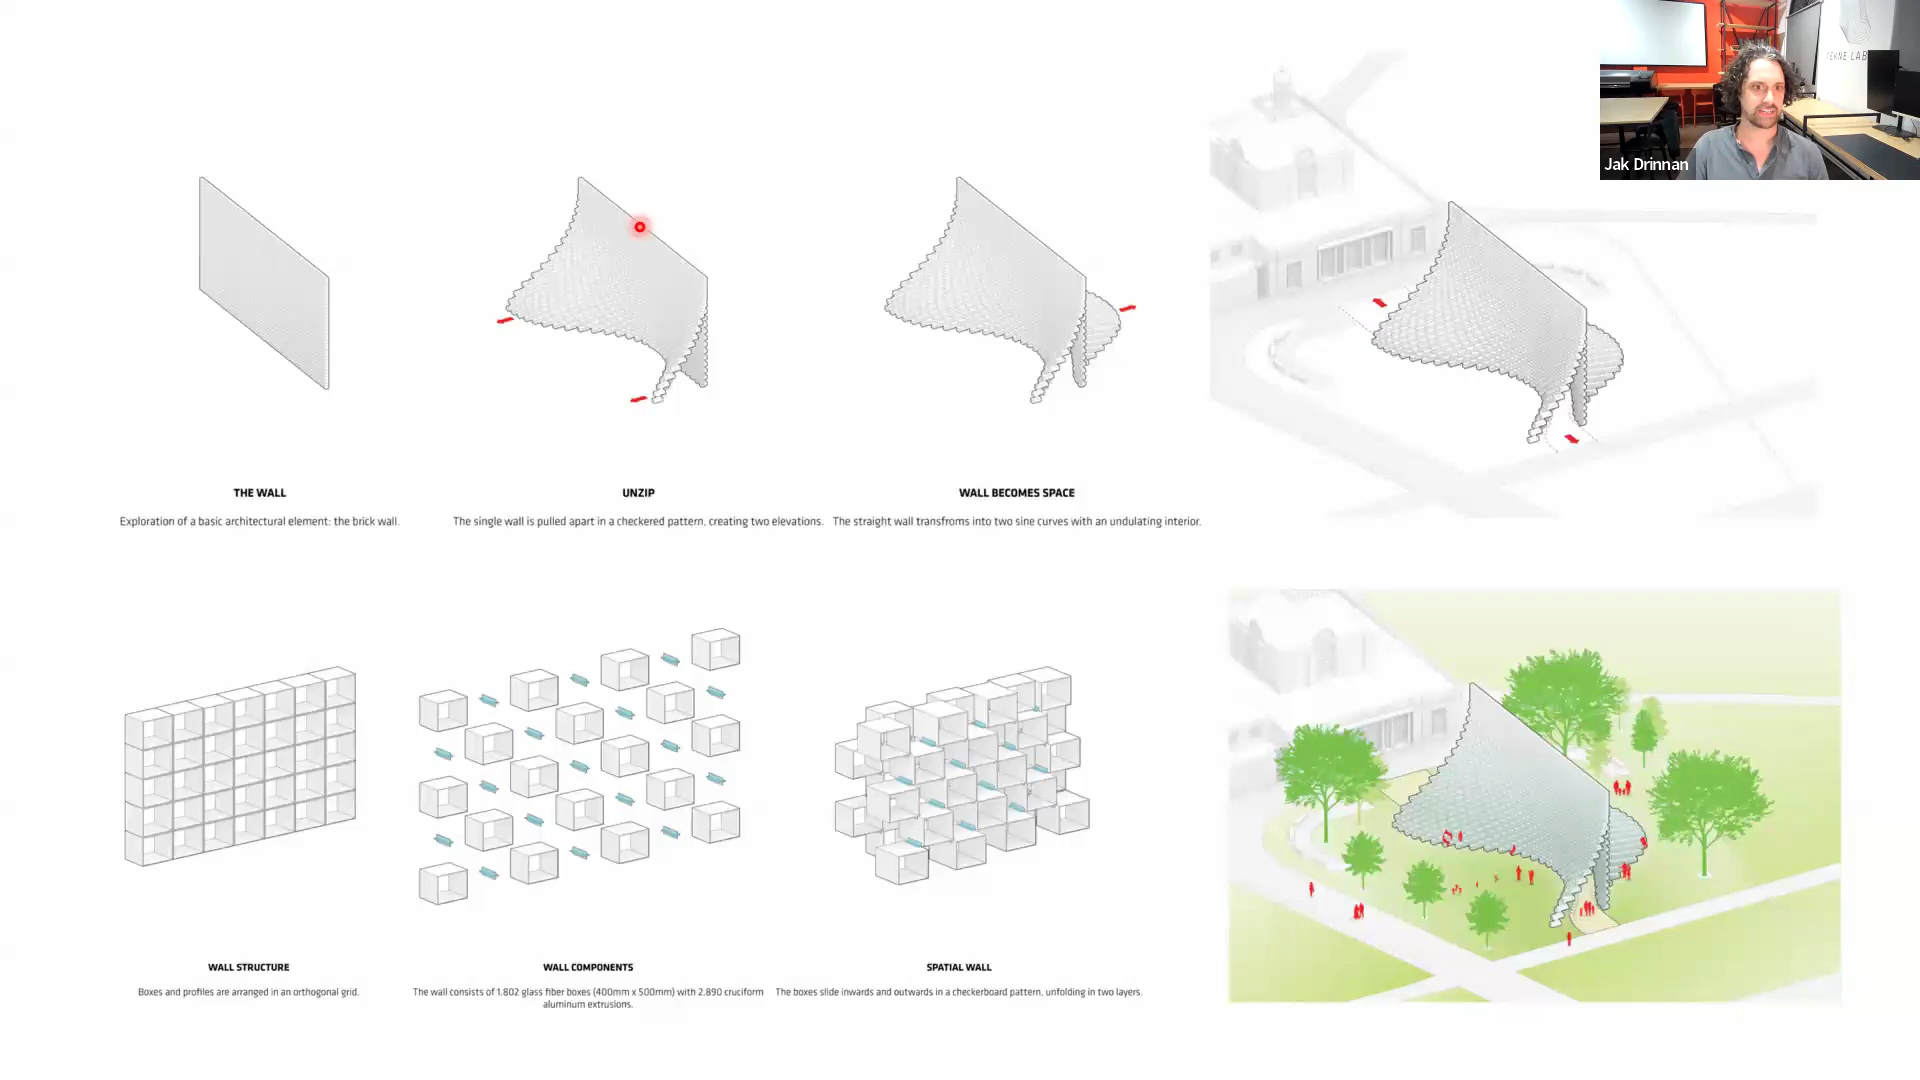 EKNE LAB
Jak Drinnan
THE WALL
Exploration of a basic architectural element: the brick wall.
UNZIP
The single wall is pulled apart in a checkered pattern, creating two elevations.
WALL BECOMES SPACE
The straight wall transfroms into two sine curves with an undulating interior.
WALL STRUCTURE
Boxes and profiles are arranged in an orthogonal grid.
WALL COMPONENTS
The wall consists of 1.802 glass fiber boxes (400mm x 500mm) with 2.890 cruciform
aluminum extrusions.
SPATIAL WALL
The boxes slide inwards and outwards in a checkerboard pattern, unfolding in two layers.